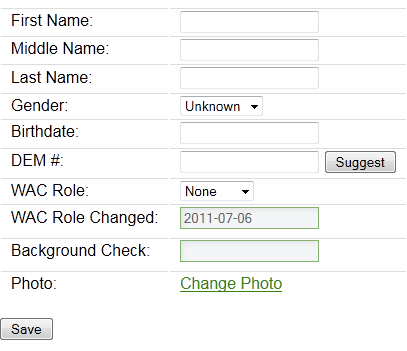 First Name:
Middle Name:
Last Name:
Gender: Unknown
Birthdate:
DEM #: Suggest
WAC Role: None
WAC Role Changed: 2011-07-06
Background Check:
Photo: Change Photo
Save